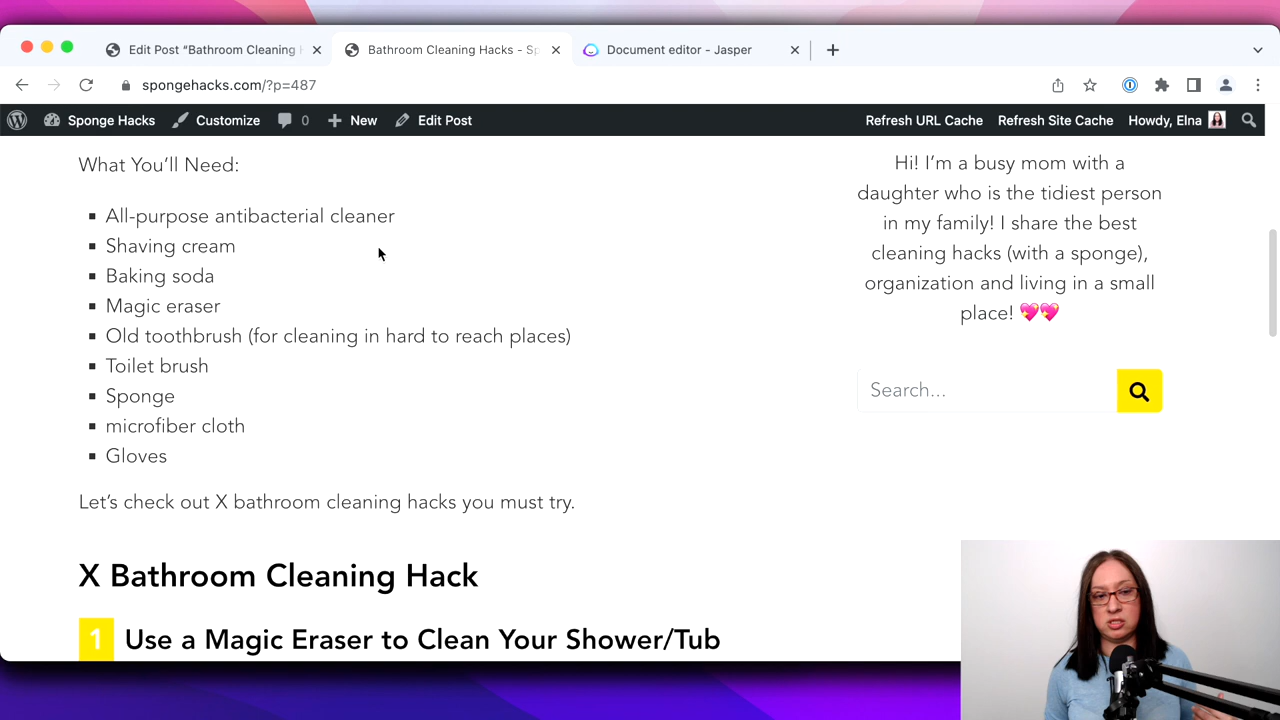 Edit Post “Bathroom Cleaning H
Bathroom Cleaning Hacks - Sp
Document editor - Jasper
spongehacks.com/?p=487
Sponge Hacks
Customize
0
New
Edit Post
Refresh URL Cache
Refresh Site Cache
Howdy, Elna
What You’ll Need:
All-purpose antibacterial cleaner
Shaving cream
Baking soda
Magic eraser
Old toothbrush (for cleaning in hard to reach places)
Toilet brush
Sponge
microfiber cloth
Gloves
Let’s check out X bathroom cleaning hacks you must try.
X Bathroom Cleaning Hack
1 Use a Magic Eraser to Clean Your Shower/Tub
Hi! I’m a busy mom with a
daughter who is the tidiest person
in my family! I share the best
cleaning hacks (with a sponge),
organization and living in a small
place! 💖💖
Search...